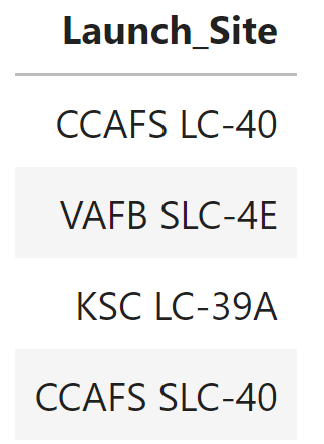 Launch_Site
CCAFS LC-40
VAFB SLC-4E
KSC LC-39A
CCAFS SLC-40